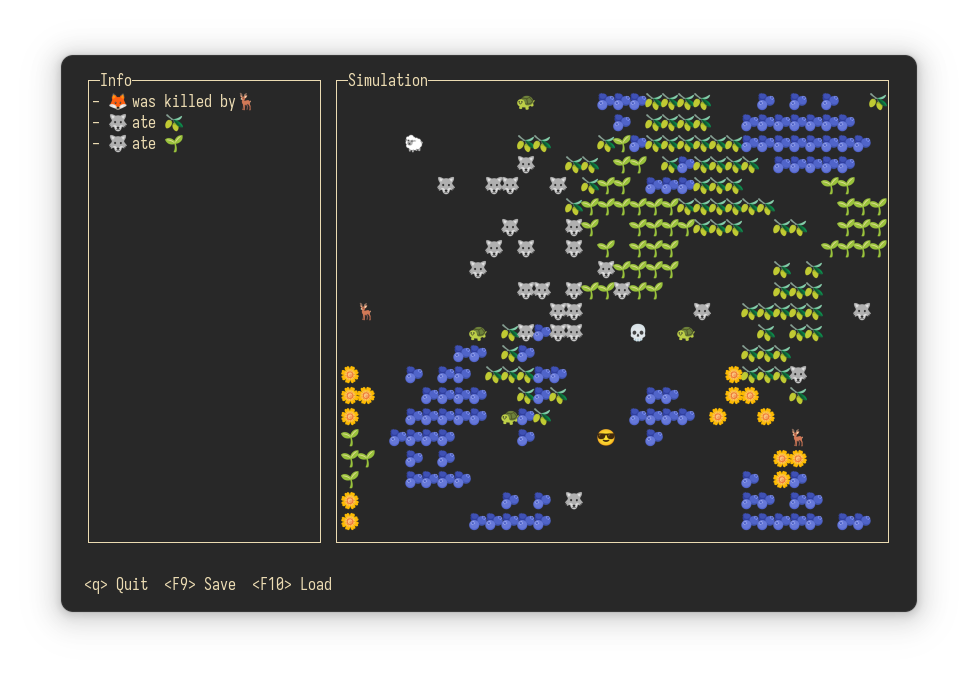 Info
- 🦊 was killed by🦌
- 🐺 ate 🫒
- 🐺 ate 🌱
Simulation
<q> Quit <F9> Save <F10> Load